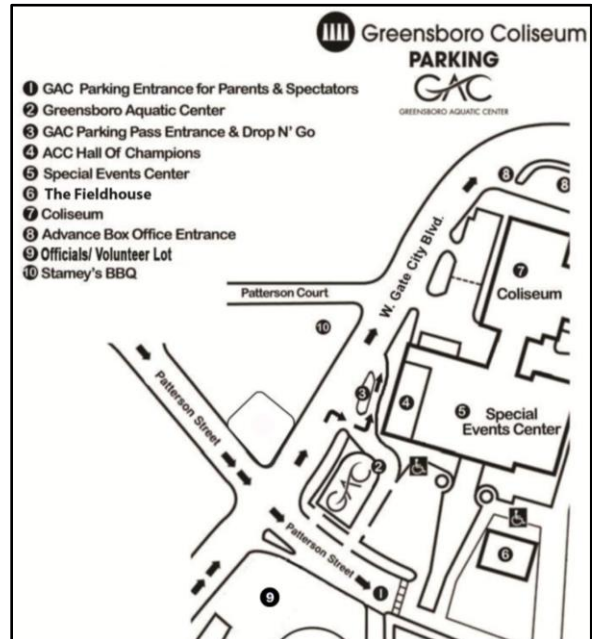 Greensboro Coliseum
PARKING
GAC
GREENSBORO AQUATIC CENTER
1 GAC Parking Entrance for Parents & Spectators
2 Greensboro Aquatic Center
3 GAC Parking Pass Entrance & Drop N' Go
4 ACC Hall Of Champions
5 Special Events Center
6 The Fieldhouse
7 Coliseum
8 Advance Box Office Entrance
9 Officials/ Volunteer Lot
10 Stamey's BBQ
8
8
W. Gate City Blvd.
7
Coliseum
Patterson Court
10
Patterson Street
3
4
5
Special
Events Center
2
GAC
6
Patterson Street
1
9